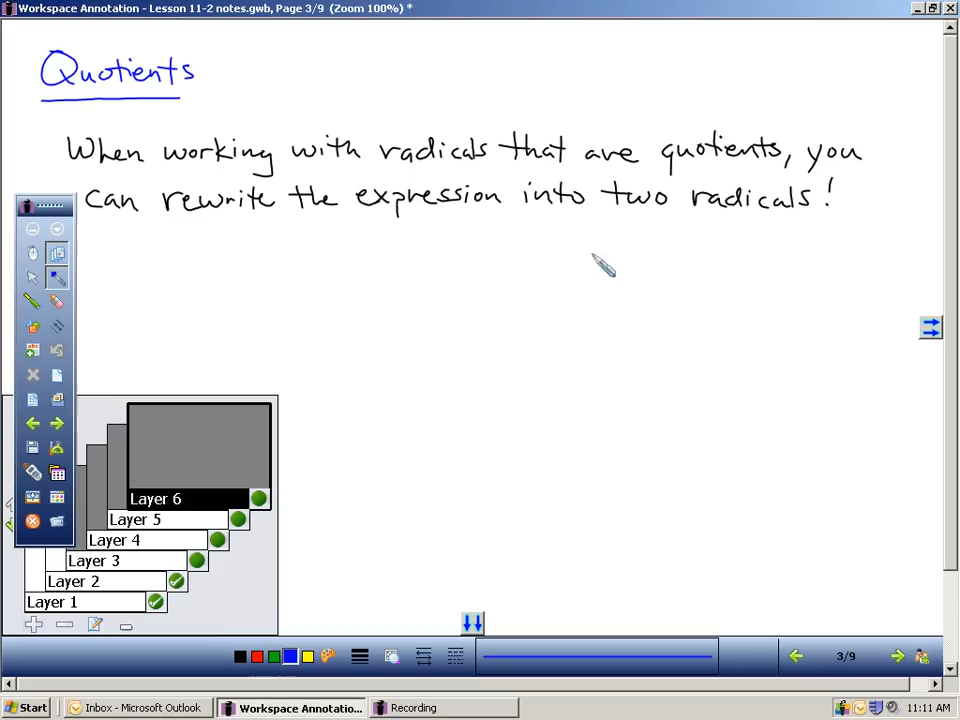 Workspace Annotation - Lesson 11-2 notes.gwb, Page 3/9 (Zoom 100%) *
Quotients
When working with radicals that are quotients, you
can rewrite the expression into two radicals!
abc
Layer 6
Layer 5
Layer 4
Layer 3
Layer 2
Layer 1
3/9
Start
Inbox - Microsoft Outlook
Workspace Annotatio...
Recording
11:11 AM